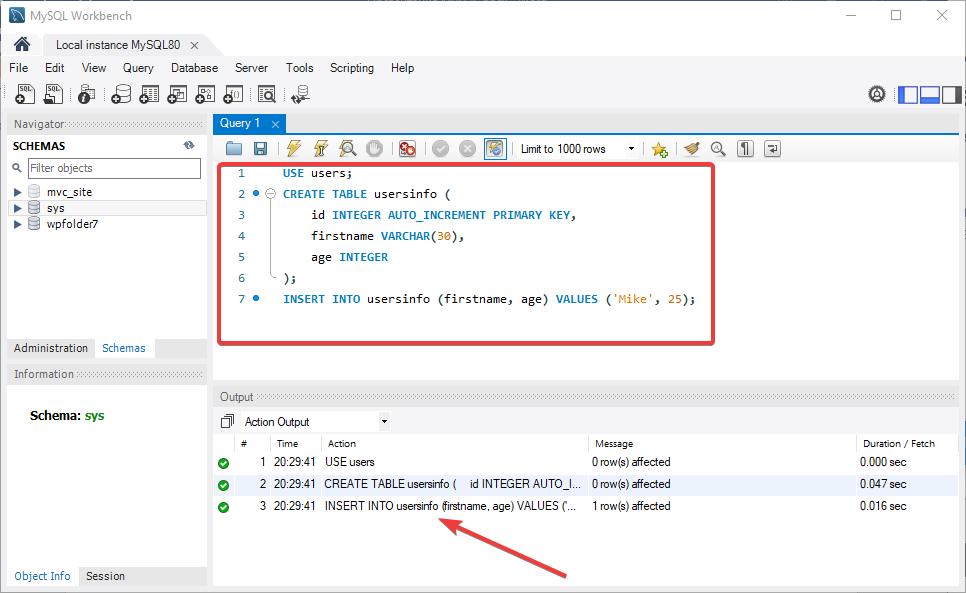 MySQL Workbench
Local instance MySQL80
File Edit View Query Database Server Tools Scripting Help
Navigator
SCHEMAS
Filter objects
mvc_site
sys
wpfolder7
Administration Schemas
Information
Schema: sys
Object Info Session
Query 1
Limit to 1000 rows
1 USE users;
2 CREATE TABLE usersinfo (
3 id INTEGER AUTO_INCREMENT PRIMARY KEY,
4 firstname VARCHAR(30),
5 age INTEGER
6 );
7 INSERT INTO usersinfo (firstname, age) VALUES ('Mike', 25);
Output
Action Output
# Time Action Message Duration / Fetch
1 20:29:41 USE users 0 row(s) affected 0.000 sec
2 20:29:41 CREATE TABLE usersinfo ( id INTEGER AUTO_I... 0 row(s) affected 0.047 sec
3 20:29:41 INSERT INTO usersinfo (firstname, age) VALUES ('... 1 row(s) affected 0.016 sec